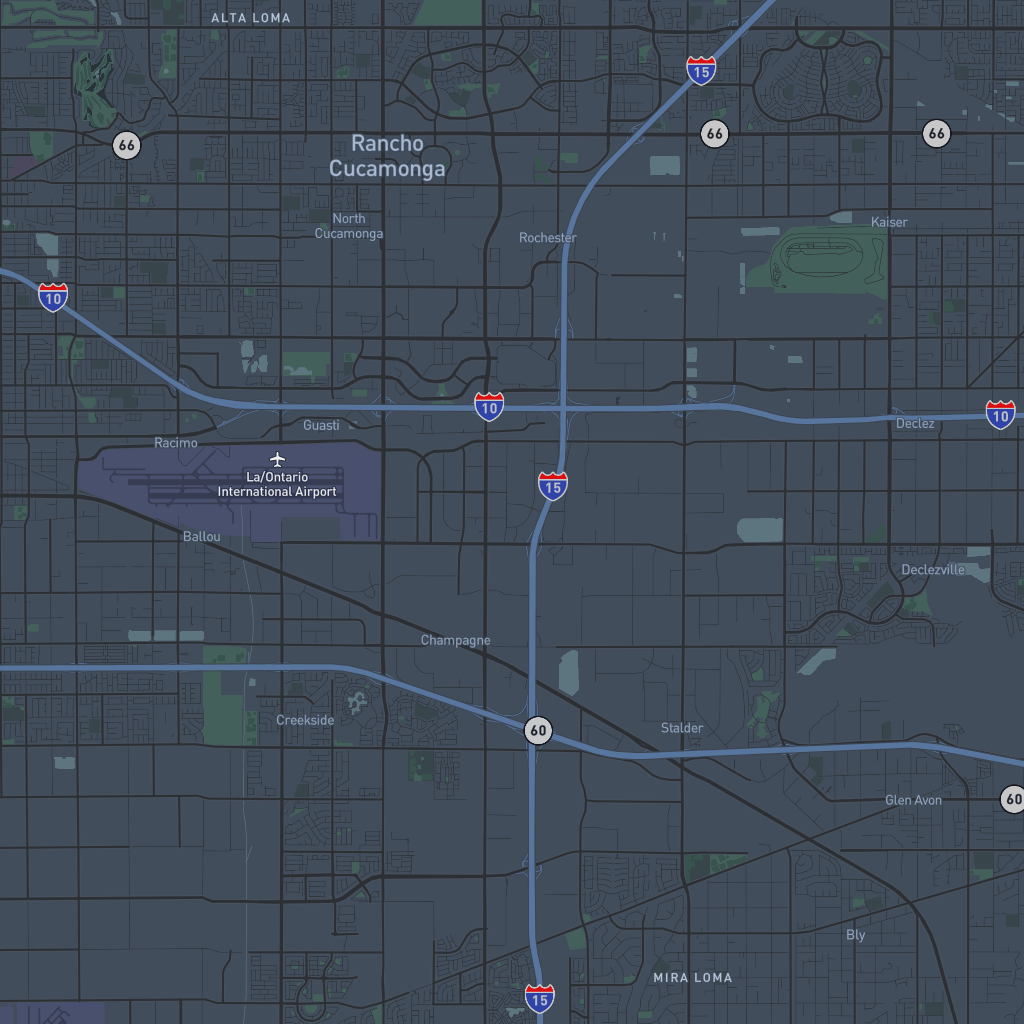 ALTA LOMA
15
66
66
66
Rancho
Cucamonga
North
Cucamonga
Rochester
Kaiser
10
10
10
Guasti
Racimo
Declez
La/Ontario
International Airport
15
Ballou
Declezville
Champagne
Creekside
60
Stalder
Glen Avon
60
Bly
MIRA LOMA
15